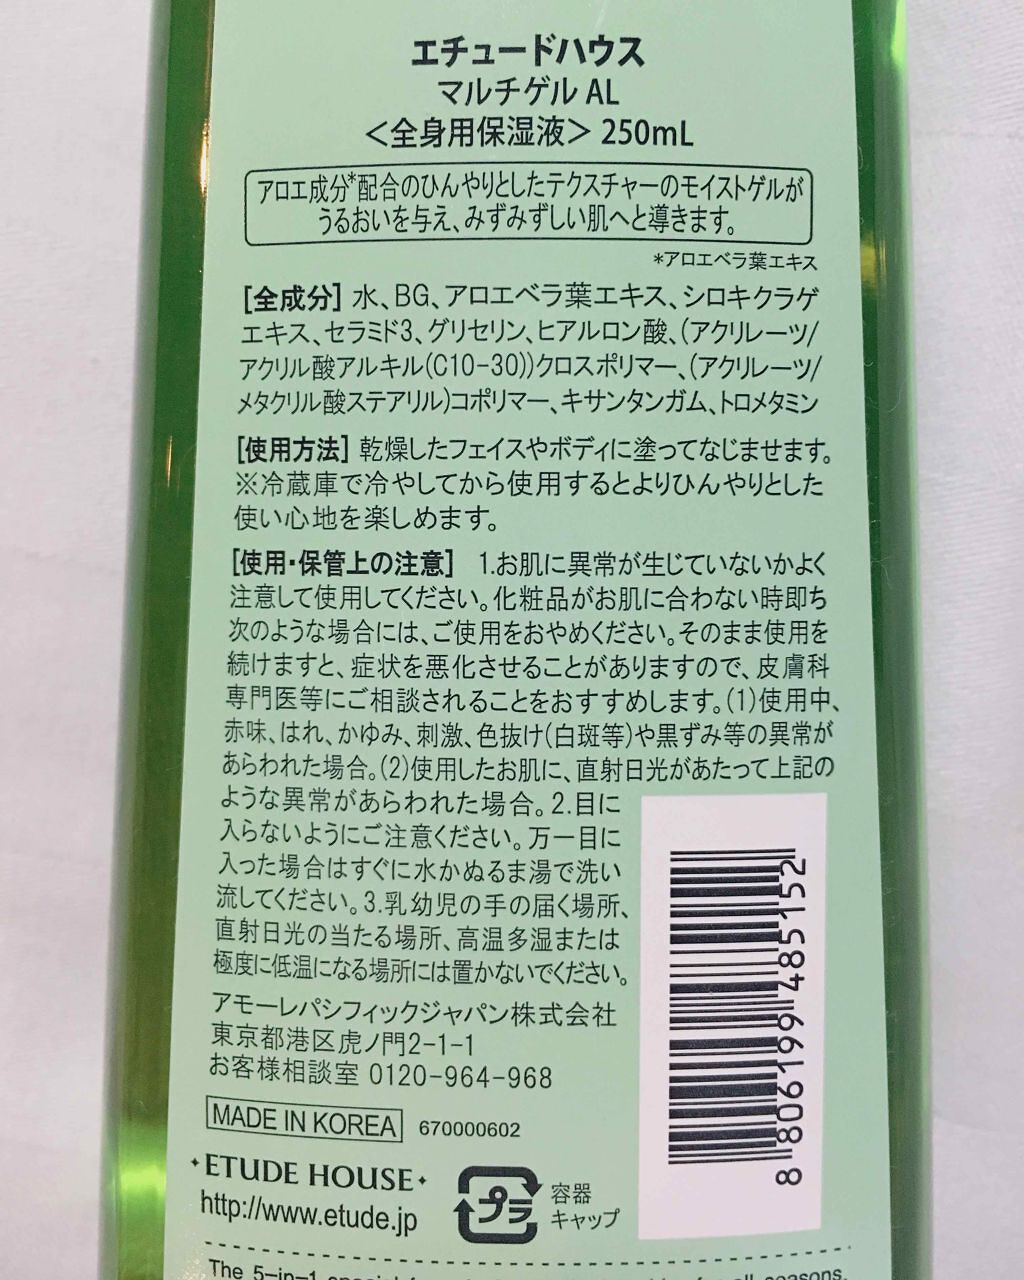 エチュードハウス
マルチゲル AL
＜全身用保湿液＞ 250mL
アロエ成分*配合のひんやりとしたテクスチャーのモイストゲルが
うるおいを与え、みずみずしい肌へと導きます。
*アロエベラ葉エキス
[全成分] 水、BG、アロエベラ葉エキス、シロキクラゲ
エキス、セラミド3、グリセリン、ヒアルロン酸、(アクリレーツ/
アクリル酸アルキル(C10-30))クロスポリマー、(アクリレーツ/
メタクリル酸ステアリル)コポリマー、キサンタンガム、トロメタミン
[使用方法] 乾燥したフェイスやボディに塗ってなじませます。
※冷蔵庫で冷やしてから使用するとよりひんやりとした
使い心地を楽しめます。
[使用・保管上の注意] 1.お肌に異常が生じていないかよく
注意して使用してください。化粧品がお肌に合わない時即ち
次のような場合には、ご使用をおやめください。そのまま使用を
続けますと、症状を悪化させることがありますので、皮膚科
専門医等にご相談されることをおすすめします。(1)使用中、
赤味、はれ、かゆみ、刺激、色抜け(白斑等)や黒ずみ等の異常が
あらわれた場合。(2)使用したお肌に、直射日光があたって上記の
ような異常があらわれた場合。2.目に
入らないようにご注意ください。万一目に
入った場合はすぐに水かぬるま湯で洗い
流してください。3.乳幼児の手の届く場所、
直射日光の当たる場所、高温多湿または
極度に低温になる場所には置かないでください。
アモーレパシフィックジャパン株式会社
東京都港区虎ノ門2-1-1
お客様相談室 0120-964-968
MADE IN KOREA 670000602
ETUDE HOUSE
http://www.etude.jp
プラ
容器
キャップ
8 806199 485152
The 5-in-1 special
for all seasons.